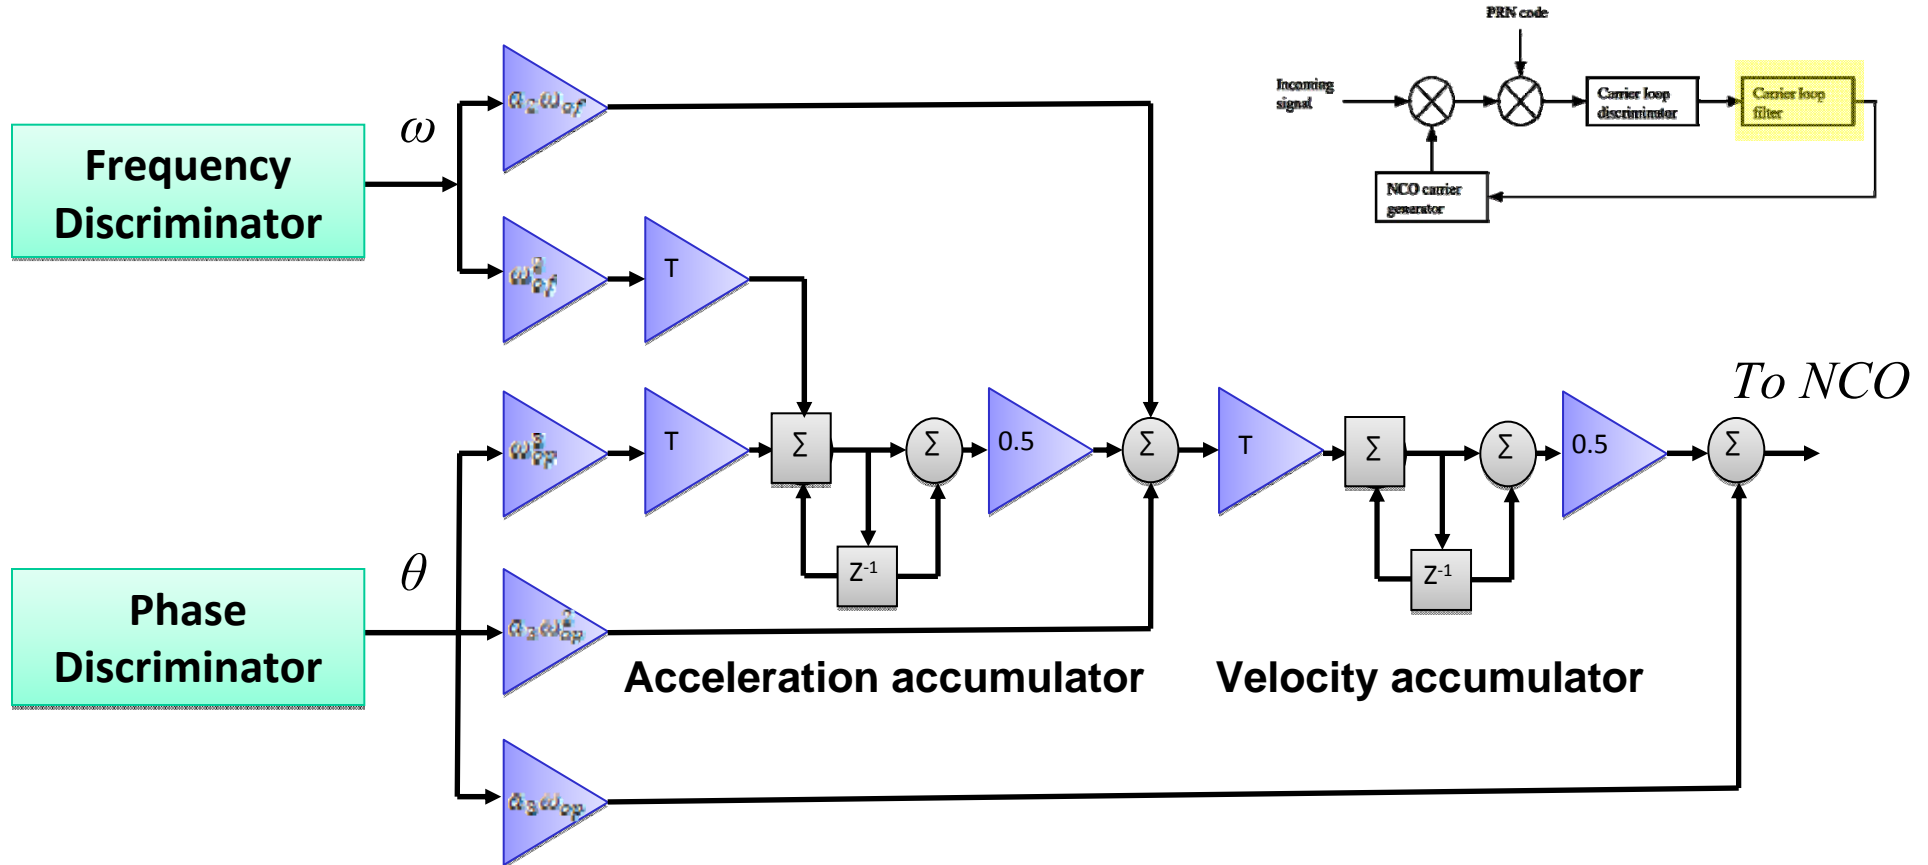 PRN code
Incoming
signal
Carrier loop
discriminator
Carrier loop
filter
NCO carrier
generator
Frequency
Discriminator
ω
T
To NCO
T
Σ
Σ
0.5
Σ
T
Σ
Σ
0.5
Σ
Z⁻¹
Z⁻¹
Phase
Discriminator
θ
Acceleration accumulator
Velocity accumulator